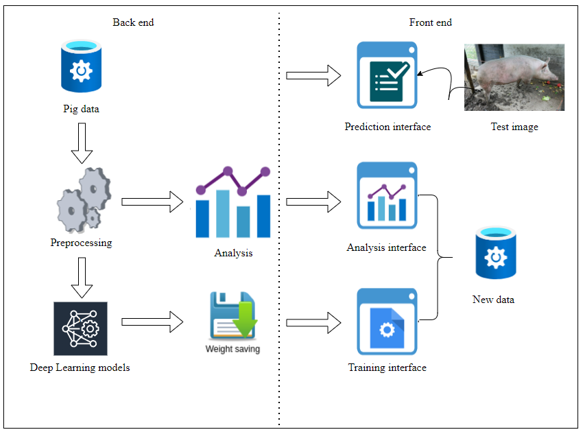 Back end
Front end
Pig data
Prediction interface
Test image
Preprocessing
Analysis
Analysis interface
New data
Deep Learning models
Weight saving
Training interface